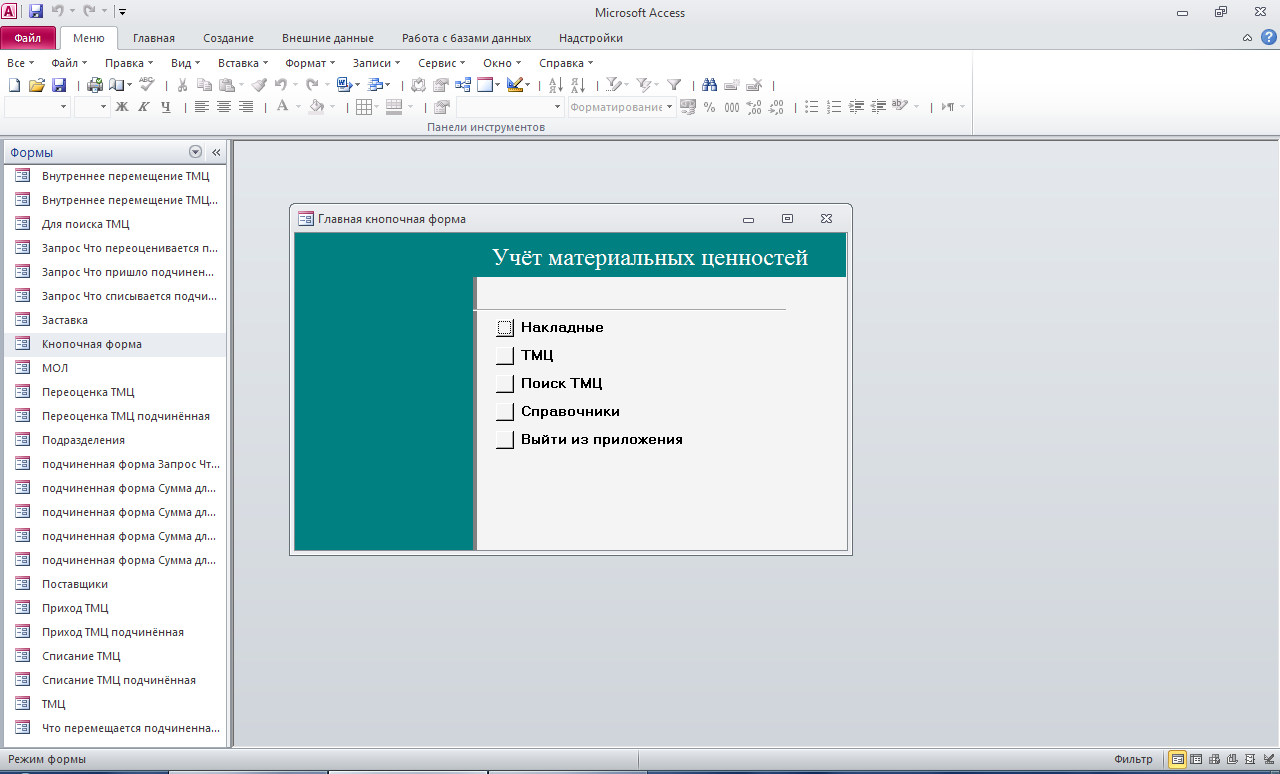 Microsoft Access
Файл Меню Главная Создание Внешние данные Работа с базами данных Надстройки
Все Файл Правка Вид Вставка Формат Записи Сервис Окно Справка
Ж К Ч Форматирование % 000
Панели инструментов
Формы
Внутреннее перемещение ТМЦ
Внутреннее перемещение ТМЦ...
Для поиска ТМЦ
Запрос Что переоценивается п...
Запрос Что пришло подчинен...
Запрос Что списывается подчи...
Заставка
Кнопочная форма
МОЛ
Переоценка ТМЦ
Переоценка ТМЦ подчинённая
Подразделения
подчиненная форма Запрос Чт...
подчиненная форма Сумма дл...
подчиненная форма Сумма дл...
подчиненная форма Сумма дл...
подчиненная форма Сумма дл...
Поставщики
Приход ТМЦ
Приход ТМЦ подчинённая
Списание ТМЦ
Списание ТМЦ подчинённая
ТМЦ
Что перемещается подчиненна...
Главная кнопочная форма
Учёт материальных ценностей
Накладные
ТМЦ
Поиск ТМЦ
Справочники
Выйти из приложения
Режим формы
Фильтр